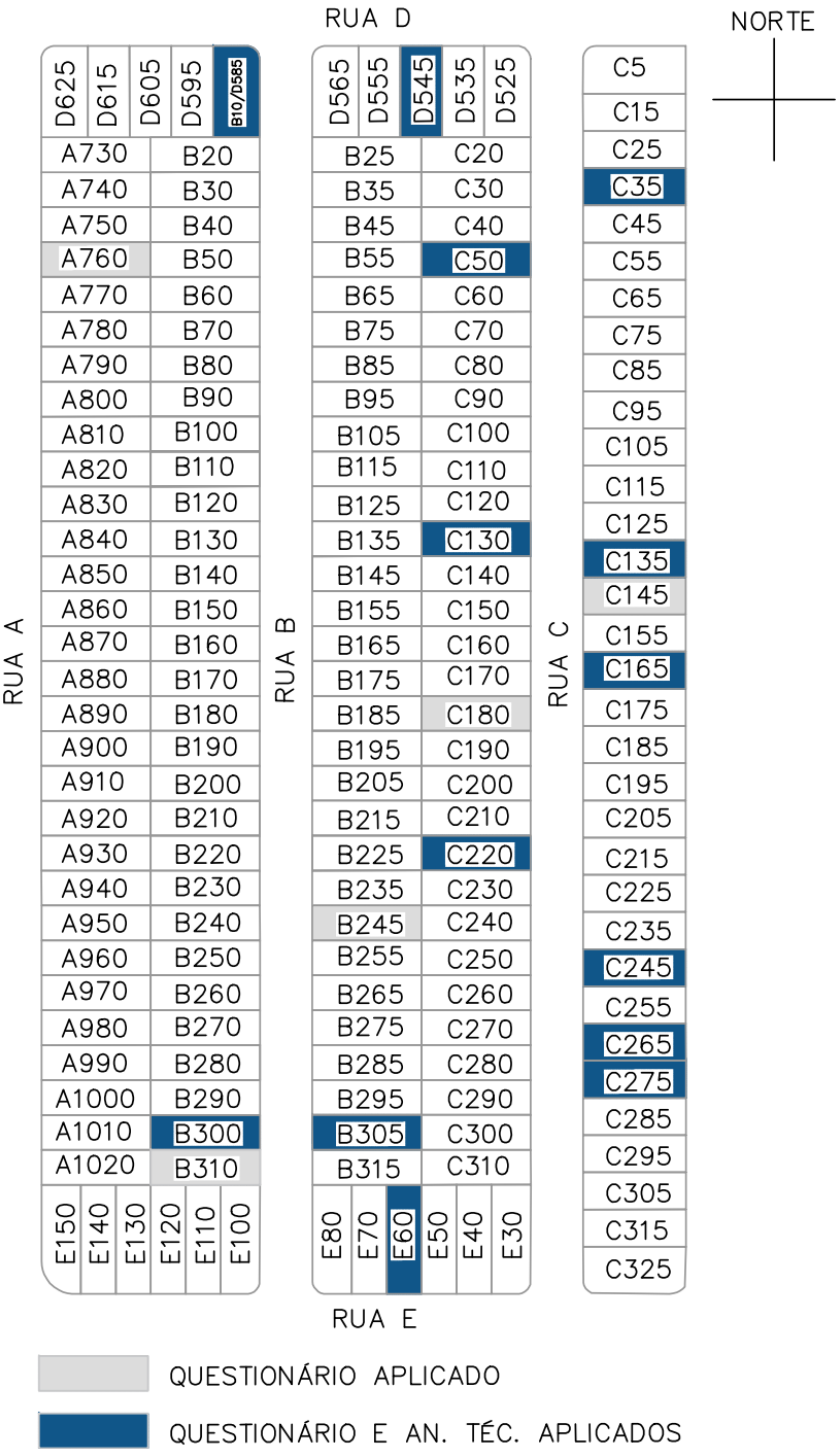 RUA D
NORTE
D625 D615 D605 D595 B10/D585
A730 B20
A740 B30
A750 B40
A760 B50
A770 B60
A780 B70
A790 B80
A800 B90
A810 B100
A820 B110
A830 B120
A840 B130
A850 B140
A860 B150
A870 B160
A880 B170
A890 B180
A900 B190
A910 B200
A920 B210
A930 B220
A940 B230
A950 B240
A960 B250
A970 B260
A980 B270
A990 B280
A1000 B290
A1010 B300
A1020 B310
E150 E140 E130 E120 E110 E100
RUA A
RUA B
D565 D555 D545 D535 D525
B25 C20
B35 C30
B45 C40
B55 C50
B65 C60
B75 C70
B85 C80
B95 C90
B105 C100
B115 C110
B125 C120
B135 C130
B145 C140
B155 C150
B165 C160
B175 C170
B185 C180
B195 C190
B205 C200
B215 C210
B225 C220
B235 C230
B245 C240
B255 C250
B265 C260
B275 C270
B285 C280
B295 C290
B305 C300
B315 C310
E80 E70 E60 E50 E40 E30
RUA C
C5
C15
C25
C35
C45
C55
C65
C75
C85
C95
C105
C115
C125
C135
C145
C155
C165
C175
C185
C195
C205
C215
C225
C235
C245
C255
C265
C275
C285
C295
C305
C315
C325
RUA E
QUESTIONÁRIO APLICADO
QUESTIONÁRIO E AN. TÉC. APLICADOS